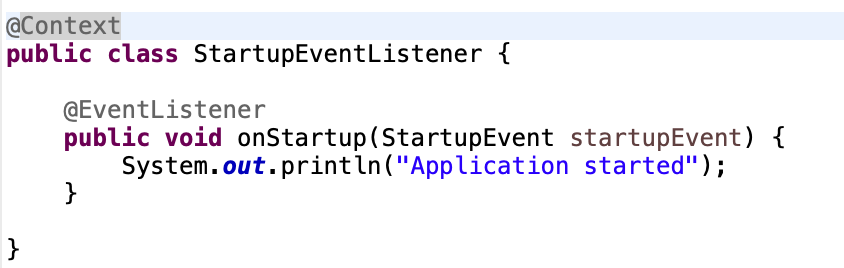 @Context
public class StartupEventListener {
@EventListener
public void onStartup(StartupEvent startupEvent) {
System.out.println("Application started");
}
}